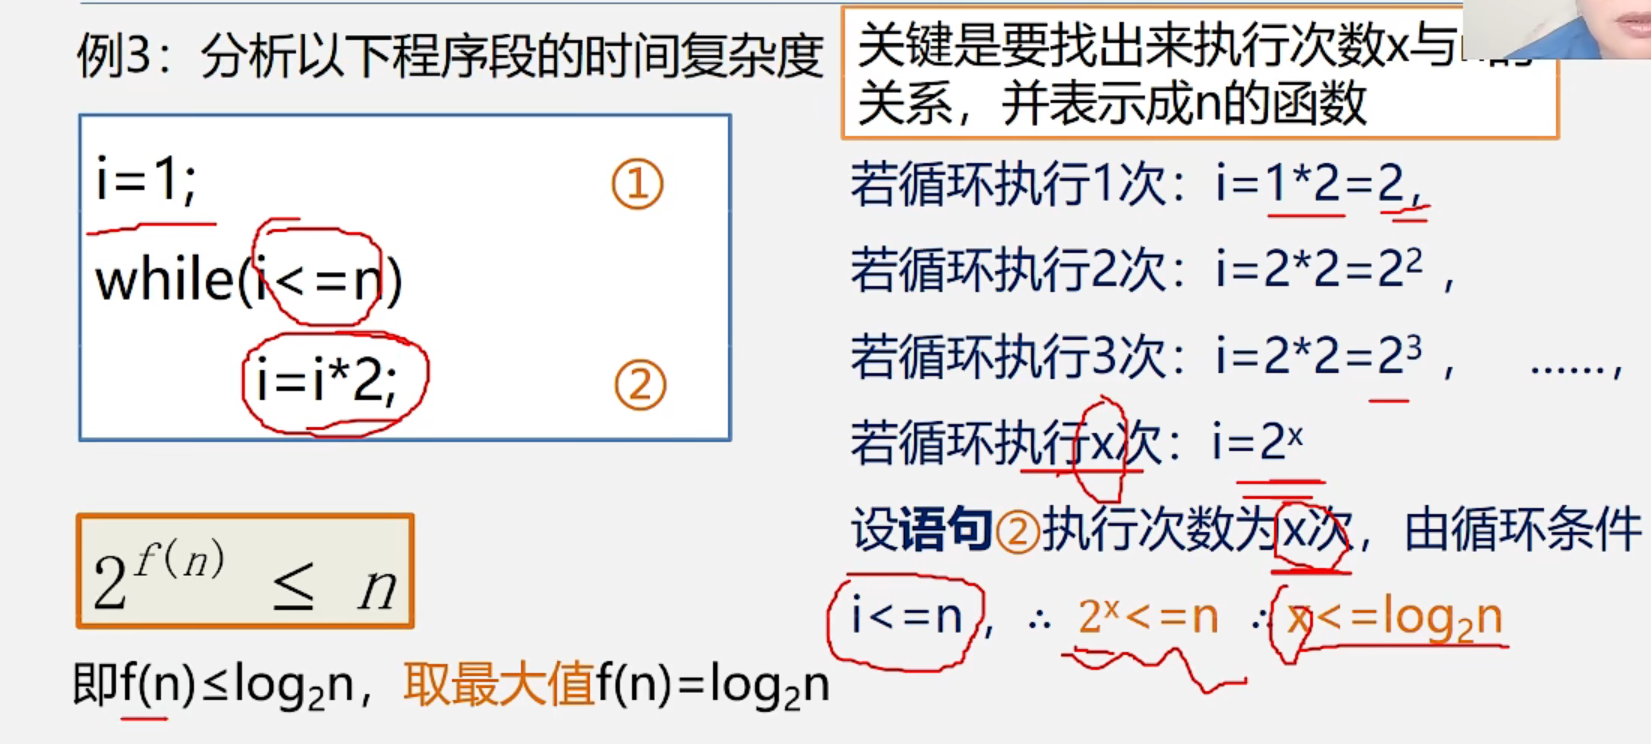 例3：分析以下程序段的时间复杂度
关键是要找出来执行次数x与
关系，并表示成n的函数
i=1; ①
while(i<=n)
i=i*2; ②
若循环执行1次：i=1*2=2,
若循环执行2次：i=2*2=2²，
若循环执行3次：i=2*2=2³， ……，
若循环执行x次：i=2ˣ
设语句②执行次数为x次，由循环条件
i<=n，∴ 2ˣ<=n ∴ x<=log₂n
2^f(n) ≤ n
即f(n)≤log₂n，取最大值f(n)=log₂n